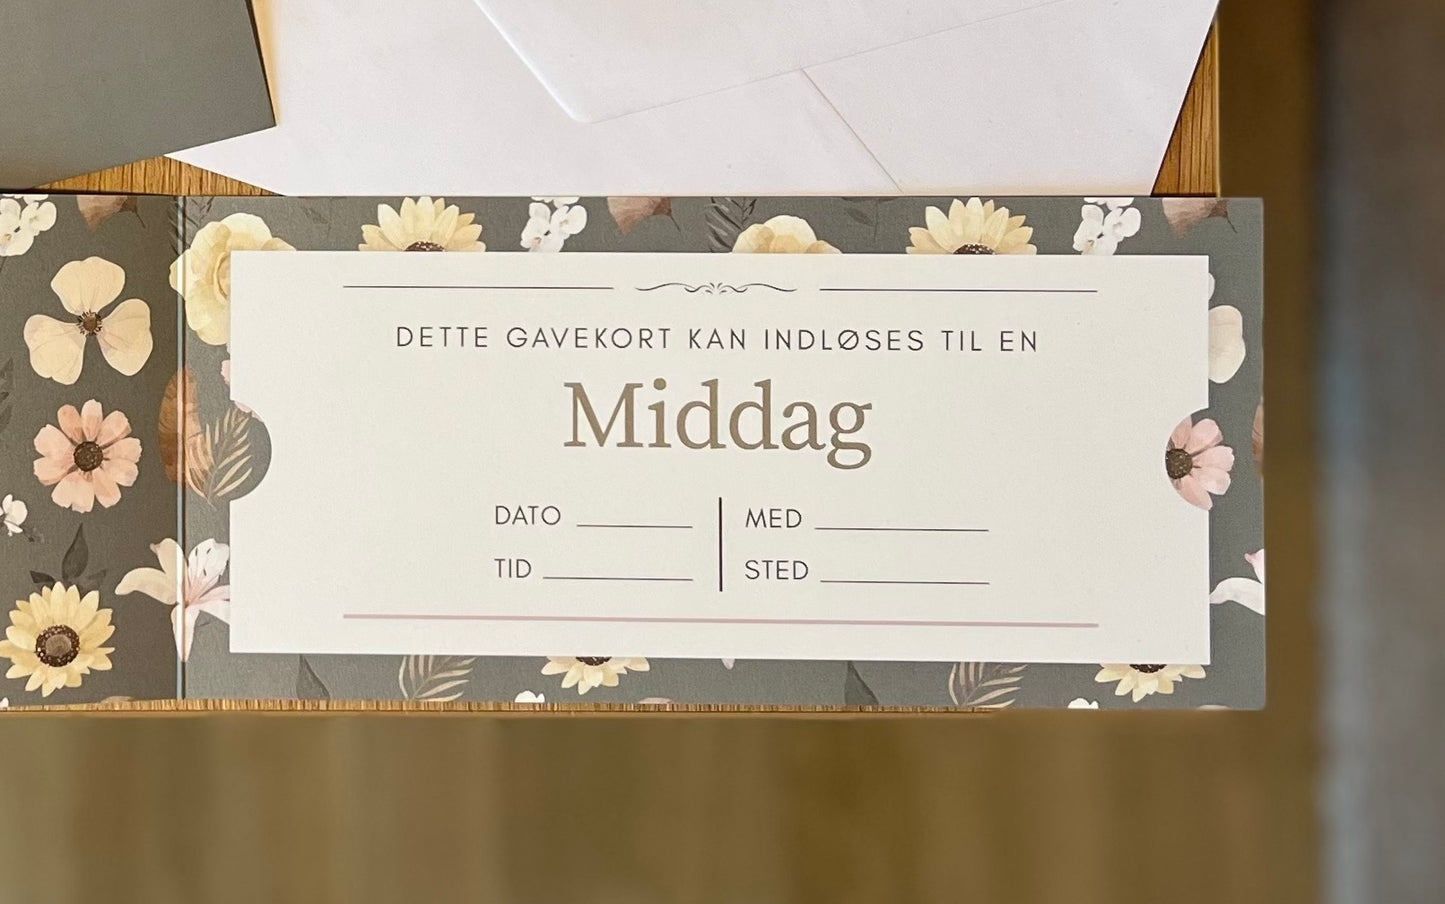 DETTE GAVEKORT KAN INDLØSES TIL EN
Middag
DATO MED
TID STED